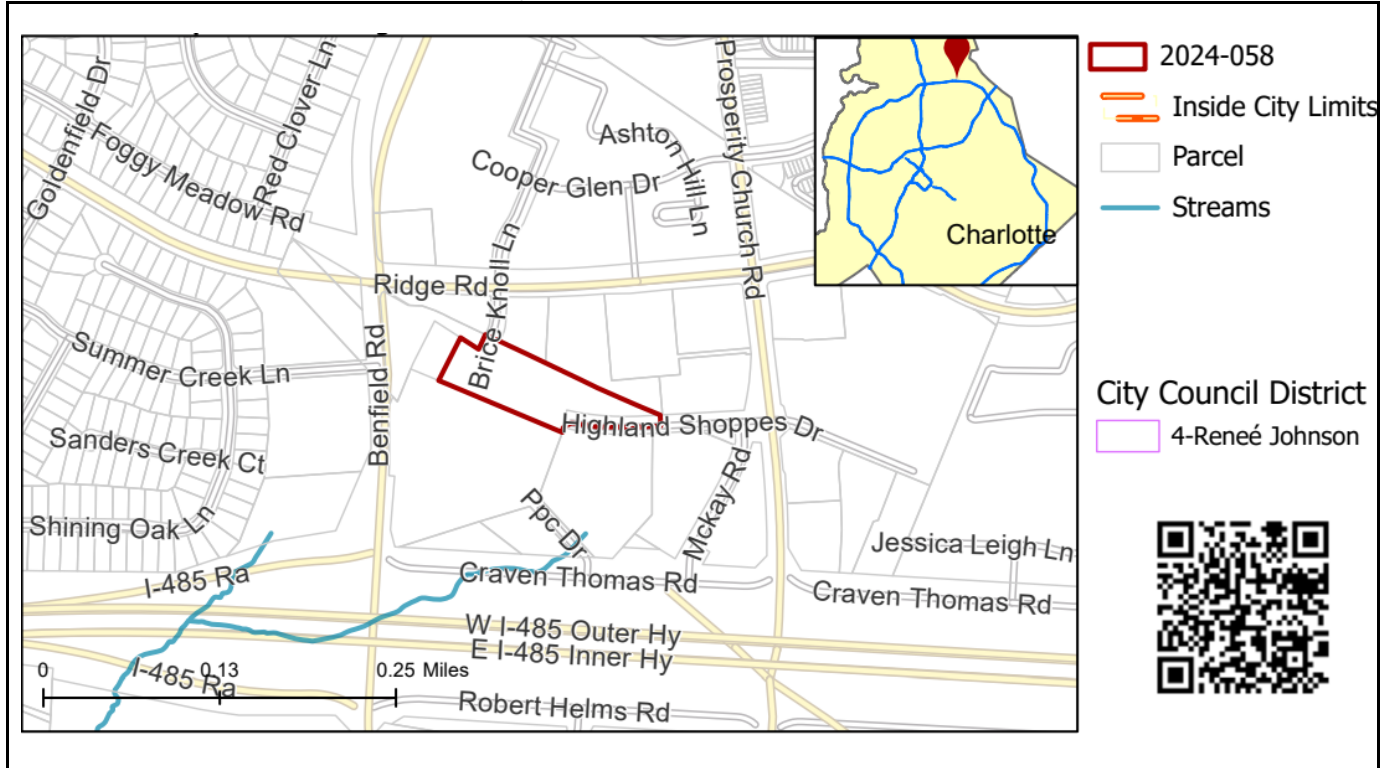 Goldenfield Dr
Foggy Meadow Rd
Red Clover Ln
Cooper Glen Dr
Ashton Hill Ln
Prosperity Church Rd
Charlotte
Ridge Rd
Brice Knoll Ln
Benfield Rd
Summer Creek Ln
Sanders Creek Ct
Highland Shoppes Dr
Shining Oak Ln
Ppc Dr
Mckay Rd
Jessica Leigh Ln
I-485 Ra
Craven Thomas Rd
Craven Thomas Rd
W I-485 Outer Hy
E I-485 Inner Hy
I-485 Ra
0 0.13 0.25 Miles
Robert Helms Rd
2024-058
Inside City Limits
Parcel
Streams
City Council District
4-Reneé Johnson